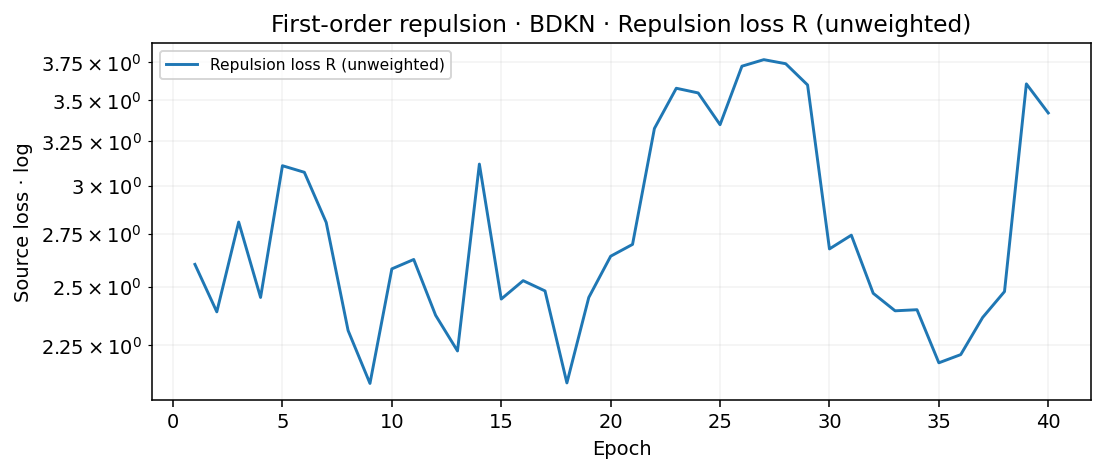 First-order repulsion · BDKN · Repulsion loss R (unweighted)
Repulsion loss R (unweighted)
Source loss · log
3.75 × 10⁰
3.5 × 10⁰
3.25 × 10⁰
3 × 10⁰
2.75 × 10⁰
2.5 × 10⁰
2.25 × 10⁰
0 5 10 15 20 25 30 35 40
Epoch